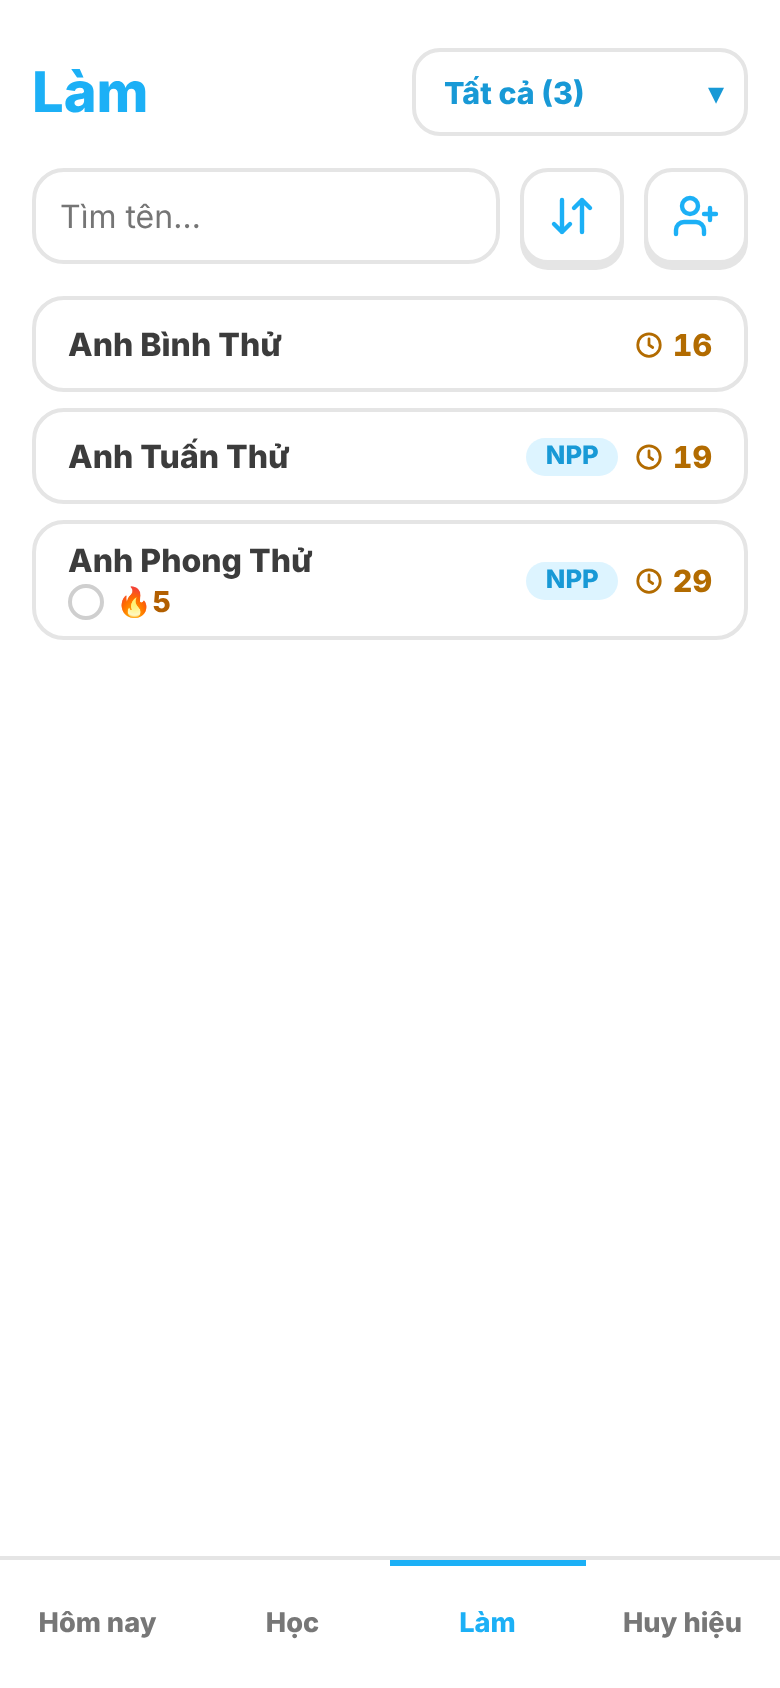 Làm
Tất cả (3) ▼
Tìm tên...
Anh Bình Thử 16
Anh Tuấn Thử NPP 19
Anh Phong Thử NPP 29
🔥5
Hôm nay Học Làm Huy hiệu